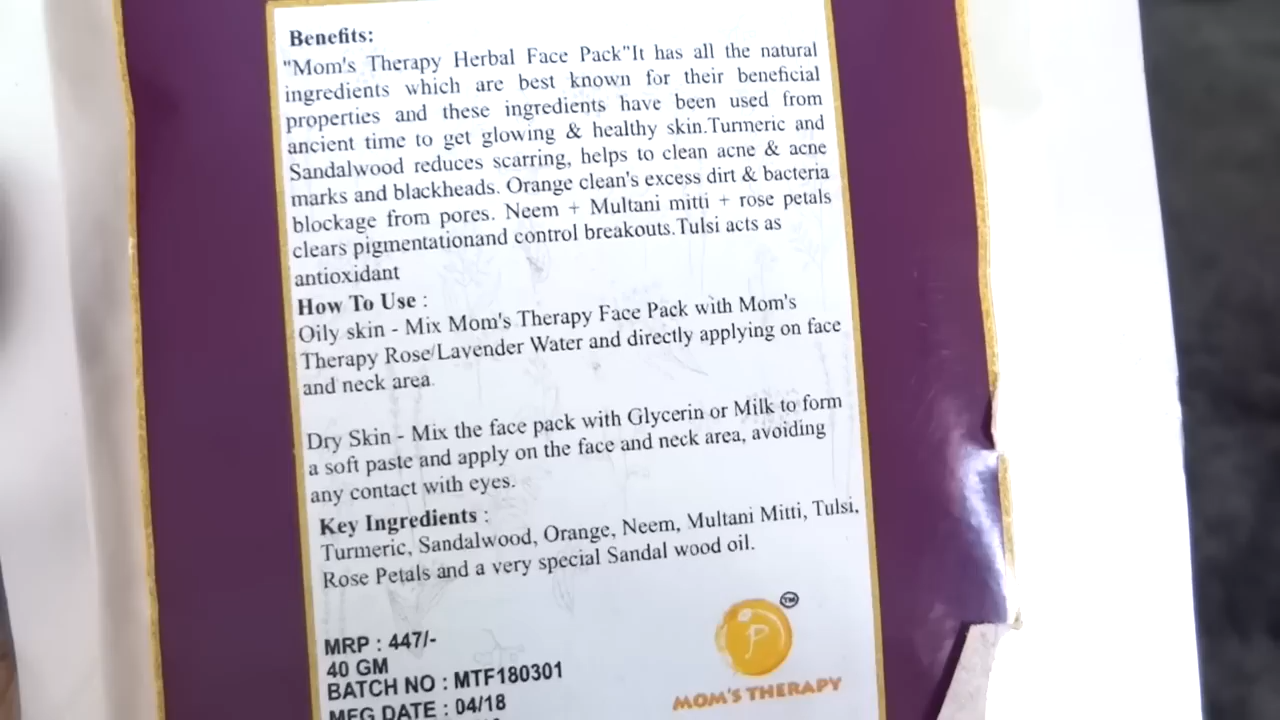 Benefits:
"Mom's Therapy Herbal Face Pack"It has all the natural
ingredients which are best known for their beneficial
properties and these ingredients have been used from
ancient time to get glowing & healthy skin.Turmeric and
Sandalwood reduces scarring, helps to clean acne & acne
marks and blackheads. Orange clean's excess dirt & bacteria
blockage from pores. Neem + Multani mitti + rose petals
clears pigmentationand control breakouts.Tulsi acts as
antioxidant
How To Use :
Oily skin - Mix Mom's Therapy Face Pack with Mom's
Therapy Rose/Lavender Water and directly applying on face
and neck area.
Dry Skin - Mix the face pack with Glycerin or Milk to form
a soft paste and apply on the face and neck area, avoiding
any contact with eyes.
Key Ingredients :
Turmeric, Sandalwood, Orange, Neem, Multani Mitti, Tulsi,
Rose Petals and a very special Sandal wood oil.
MRP : 447/-
40 GM
BATCH NO : MTF180301
MFG DATE : 04/18
TM
P
MOM'S THERAPY